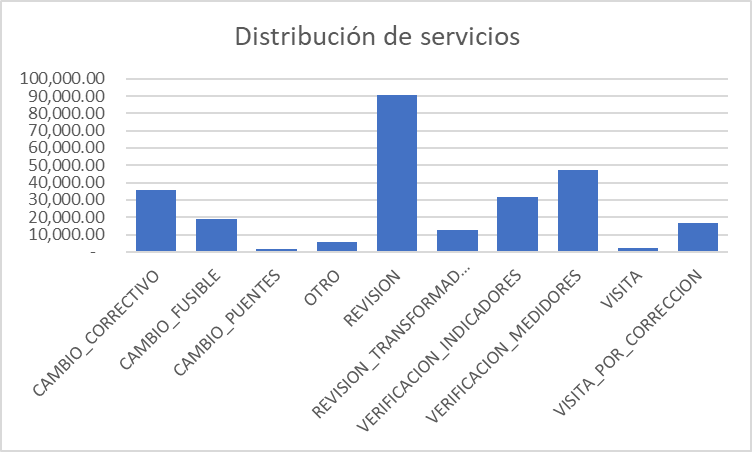 Distribución de servicios
100,000.00
90,000.00
80,000.00
70,000.00
60,000.00
50,000.00
40,000.00
30,000.00
20,000.00
10,000.00
-
CAMBIO_CORRECTIVO
CAMBIO_FUSIBLE
CAMBIO_PUENTES
OTRO
REVISION
REVISION_TRANSFORMAD…
VERIFICACION_INDICADORES
VERIFICACION_MEDIDORES
VISITA
VISITA_POR_CORRECCION